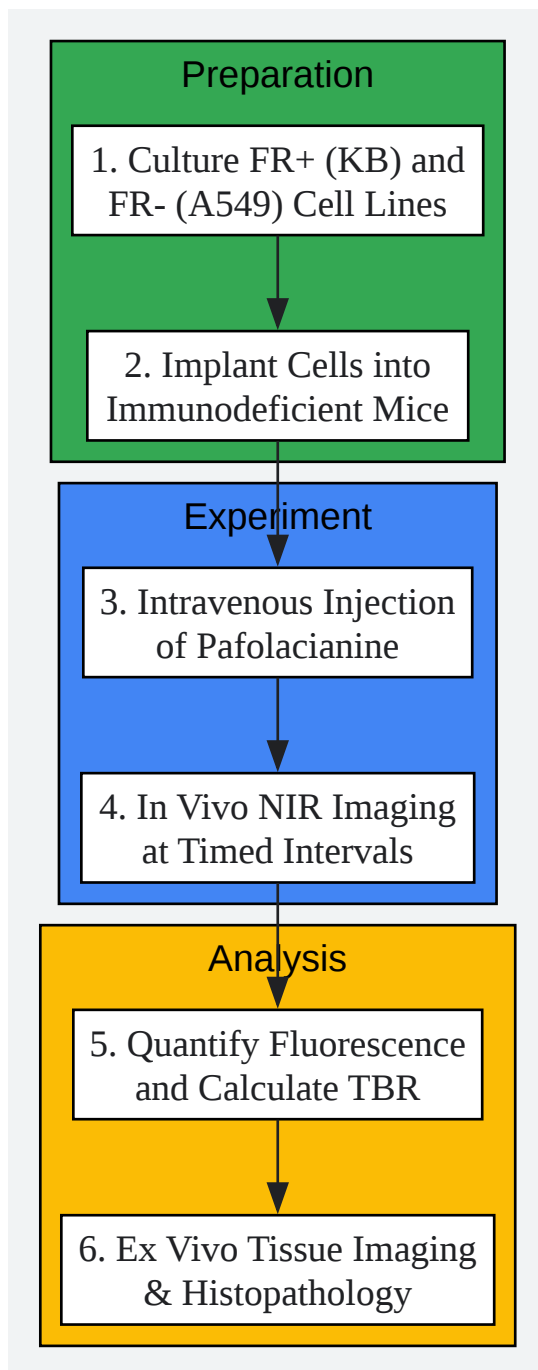 Preparation
1. Culture FR+ (KB) and
FR- (A549) Cell Lines
2. Implant Cells into
Immunodeficient Mice
Experiment
3. Intravenous Injection
of Pafolacianine
4. In Vivo NIR Imaging
at Timed Intervals
Analysis
5. Quantify Fluorescence
and Calculate TBR
6. Ex Vivo Tissue Imaging
& Histopathology